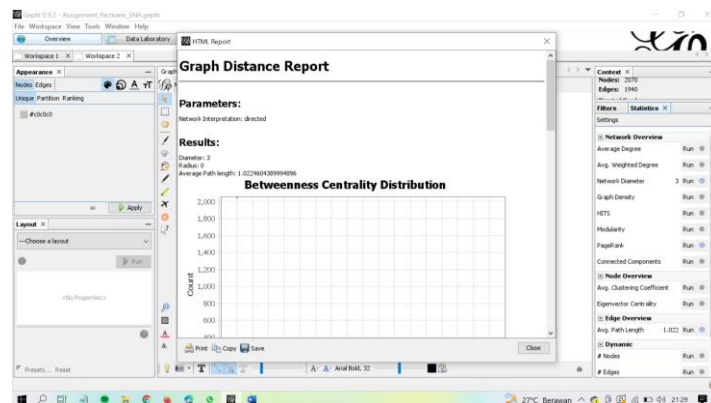 Gephi 0.9.2 - Assignment_Pacmann_SNA.gephi
File Workspace View Tools Window Help
Overview Data Laboratory
Workspace 1 Workspace 2
Appearance
Nodes Edges
Unique Partition Ranking
#c0c0c0
Apply
Layout
---Choose a layout
Run
<No Properties>
Presets... Reset
HTML Report
Graph Distance Report
Parameters:
Network Interpretation: directed
Results:
Diameter: 3
Radius: 0
Average Path length: 1.0224604389994896
Betweenness Centrality Distribution
2,000
1,800
1,600
1,400
1,200
1,000
800
600
400
Count
Print Copy Save Close
Arial Bold, 32
Context
Nodes: 2070
Edges: 1940
Filters Statistics
Settings
Network Overview
Average Degree Run
Avg. Weighted Degree Run
Network Diameter 3 Run
Graph Density Run
HITS Run
Modularity Run
PageRank Run
Connected Components Run
Node Overview
Avg. Clustering Coefficient Run
Eigenvector Centrality Run
Edge Overview
Avg. Path Length 1.022 Run
Dynamic
# Nodes Run
# Edges Run
27°C Berawan 21:29